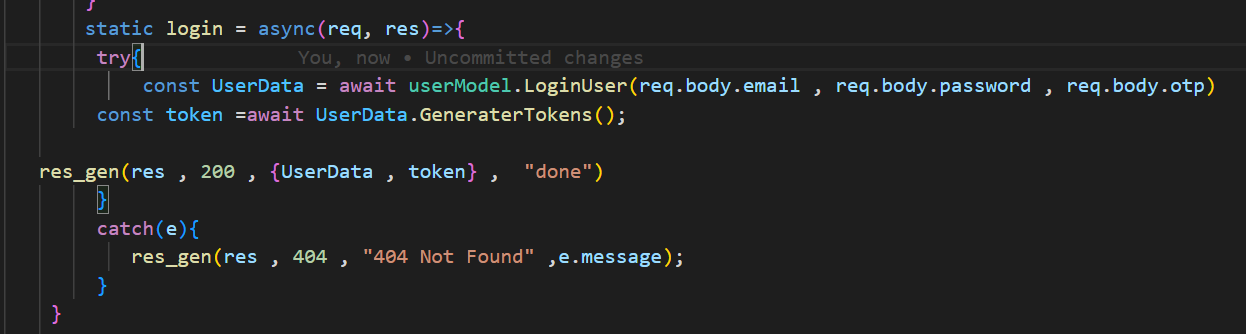 }
static login = async(req, res)=>{
try{ You, now • Uncommitted changes
const UserData = await userModel.LoginUser(req.body.email , req.body.password , req.body.otp)
const token =await UserData.GeneraterTokens();
res_gen(res , 200 , {UserData , token} , "done")
}
catch(e){
res_gen(res , 404 , "404 Not Found" ,e.message);
}
}